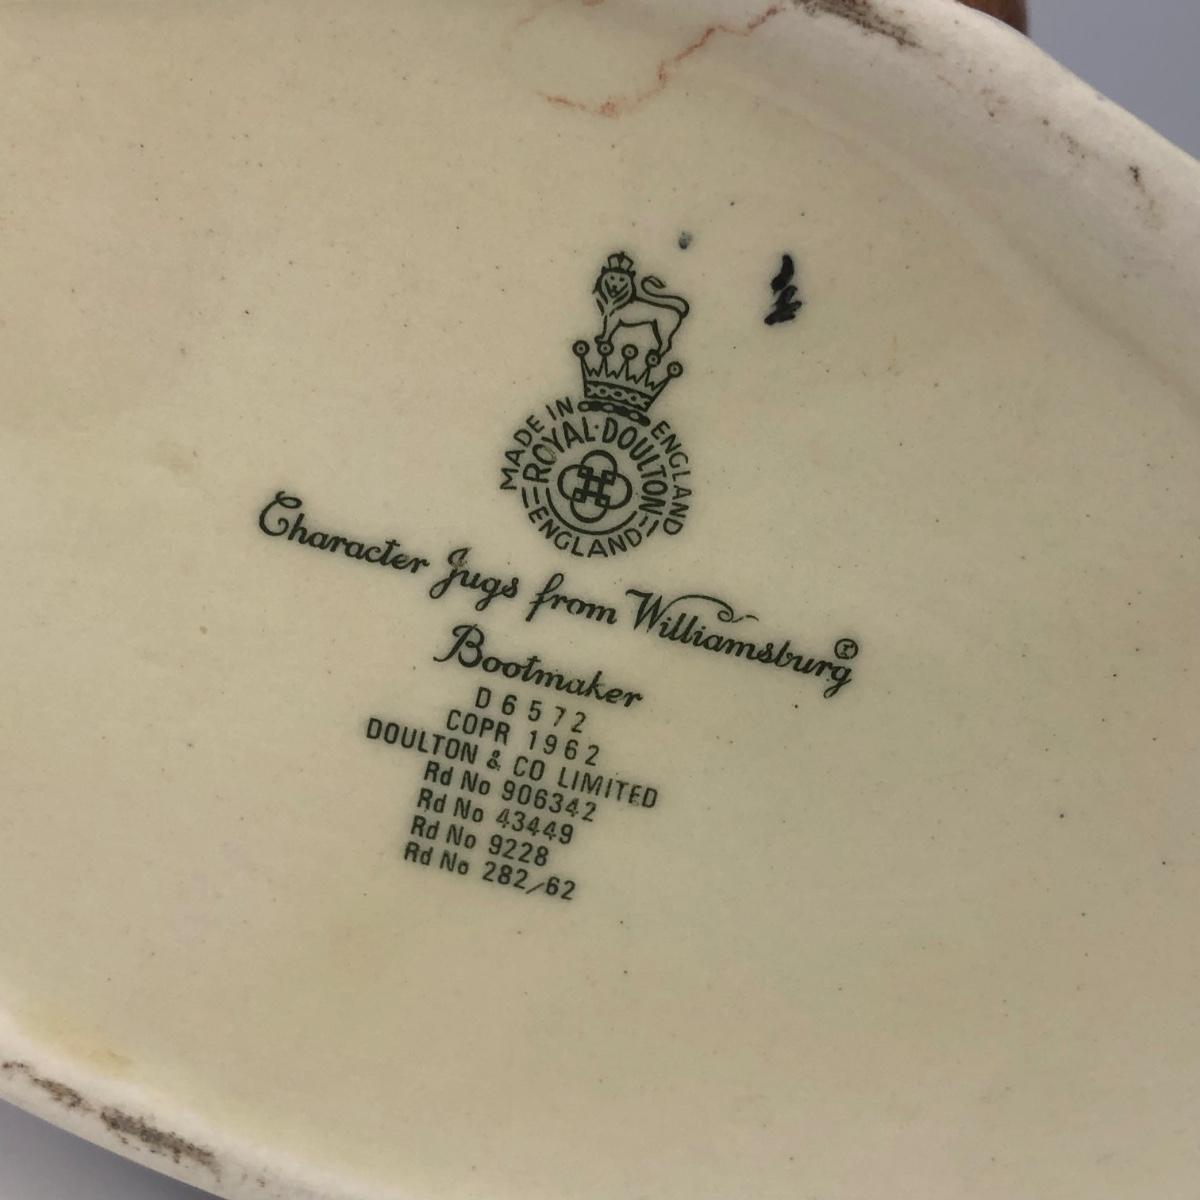 MADE IN ENGLAND
ROYAL·DOULTON
ENGLAND
Character Jugs from Williamsburg®
Bootmaker
D 6572
COPR 1962
DOULTON & CO LIMITED
Rd No 906342
Rd No 43449
Rd No 9228
Rd No 282/62